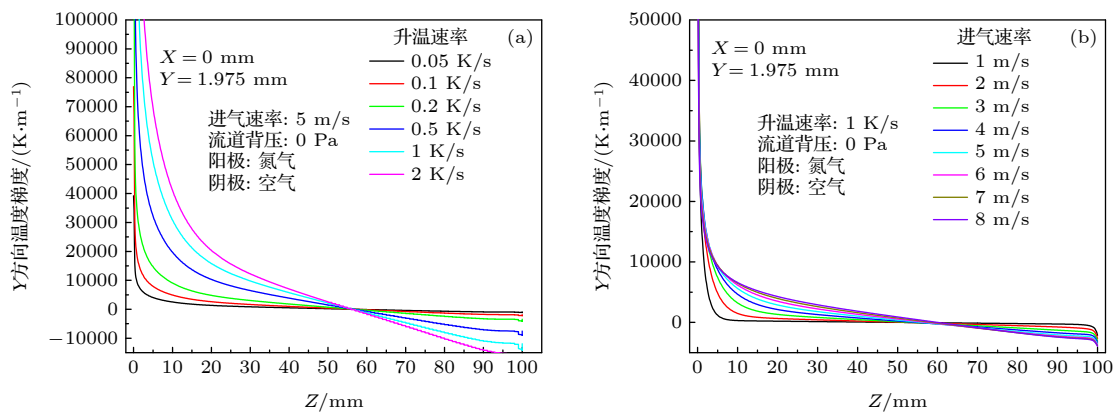 (a)
X = 0 mm
Y = 1.975 mm
进气速率: 5 m/s
流道背压: 0 Pa
阳极: 氮气
阴极: 空气
升温速率
0.05 K/s
0.1 K/s
0.2 K/s
0.5 K/s
1 K/s
2 K/s
Y方向温度梯度/(K·m⁻¹)
100000
90000
80000
70000
60000
50000
40000
30000
20000
10000
0
−10000
0 10 20 30 40 50 60 70 80 90 100
Z/mm
(b)
X = 0 mm
Y = 1.975 mm
升温速率: 1 K/s
流道背压: 0 Pa
阳极: 氮气
阴极: 空气
进气速率
1 m/s
2 m/s
3 m/s
4 m/s
5 m/s
6 m/s
7 m/s
8 m/s
Y方向温度梯度/(K·m⁻¹)
50000
40000
30000
20000
10000
0
0 10 20 30 40 50 60 70 80 90 100
Z/mm